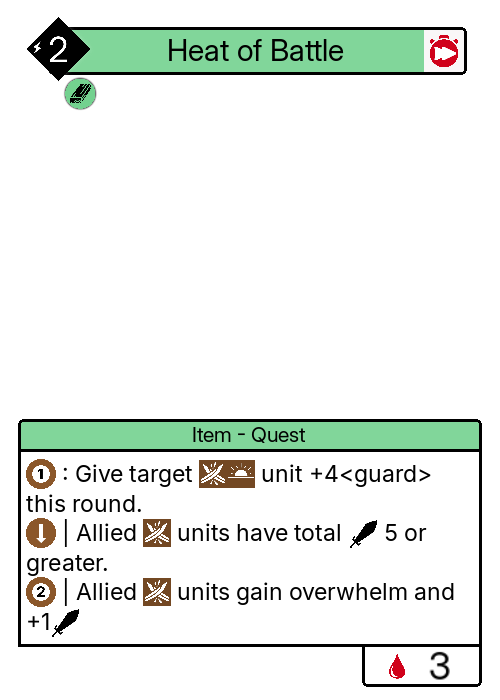 2
Heat of Battle
Item - Quest
1 : Give target unit +4<guard>
this round.
| Allied units have total 5 or
greater.
2 | Allied units gain overwhelm and
+1
3